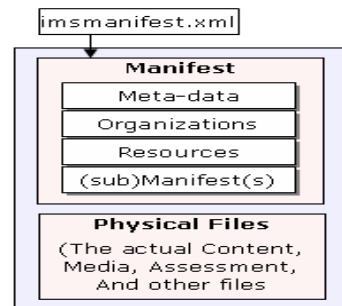 imsmanifest.xml
Manifest
Meta-data
Organizations
Resources
(sub)Manifest(s)
Physical Files
(The actual Content,
Media, Assessment,
And other files